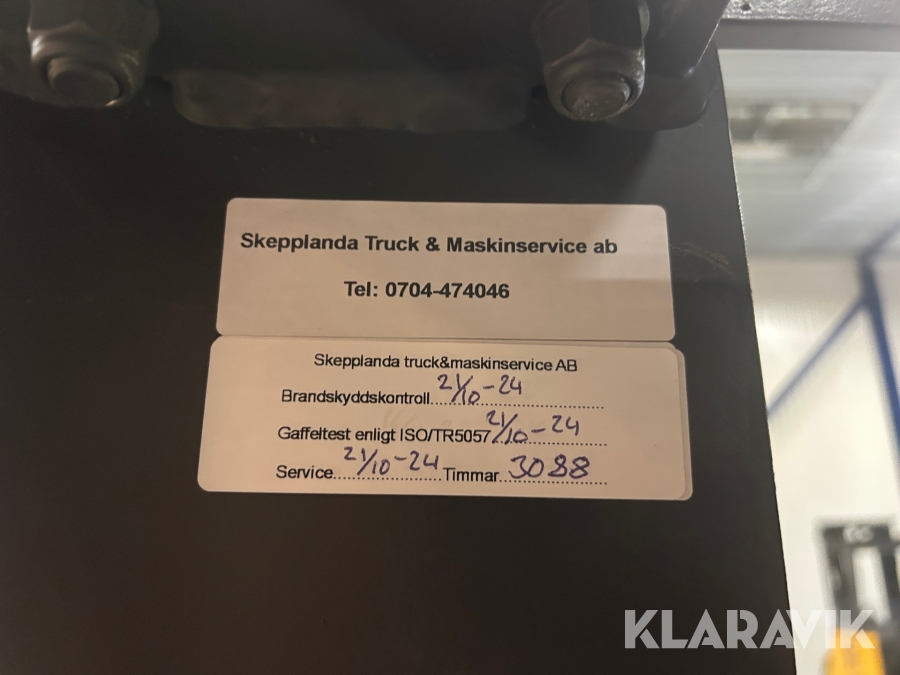 Skepplanda Truck & Maskinservice ab
Tel: 0704-474046
Skepplanda truck&maskinservice AB
Brandskyddskontroll 21/10-24
Gaffeltest enligt ISO/TR5057 21/10-24
Service 21/10-24 Timmar 3088
KLARAVIK